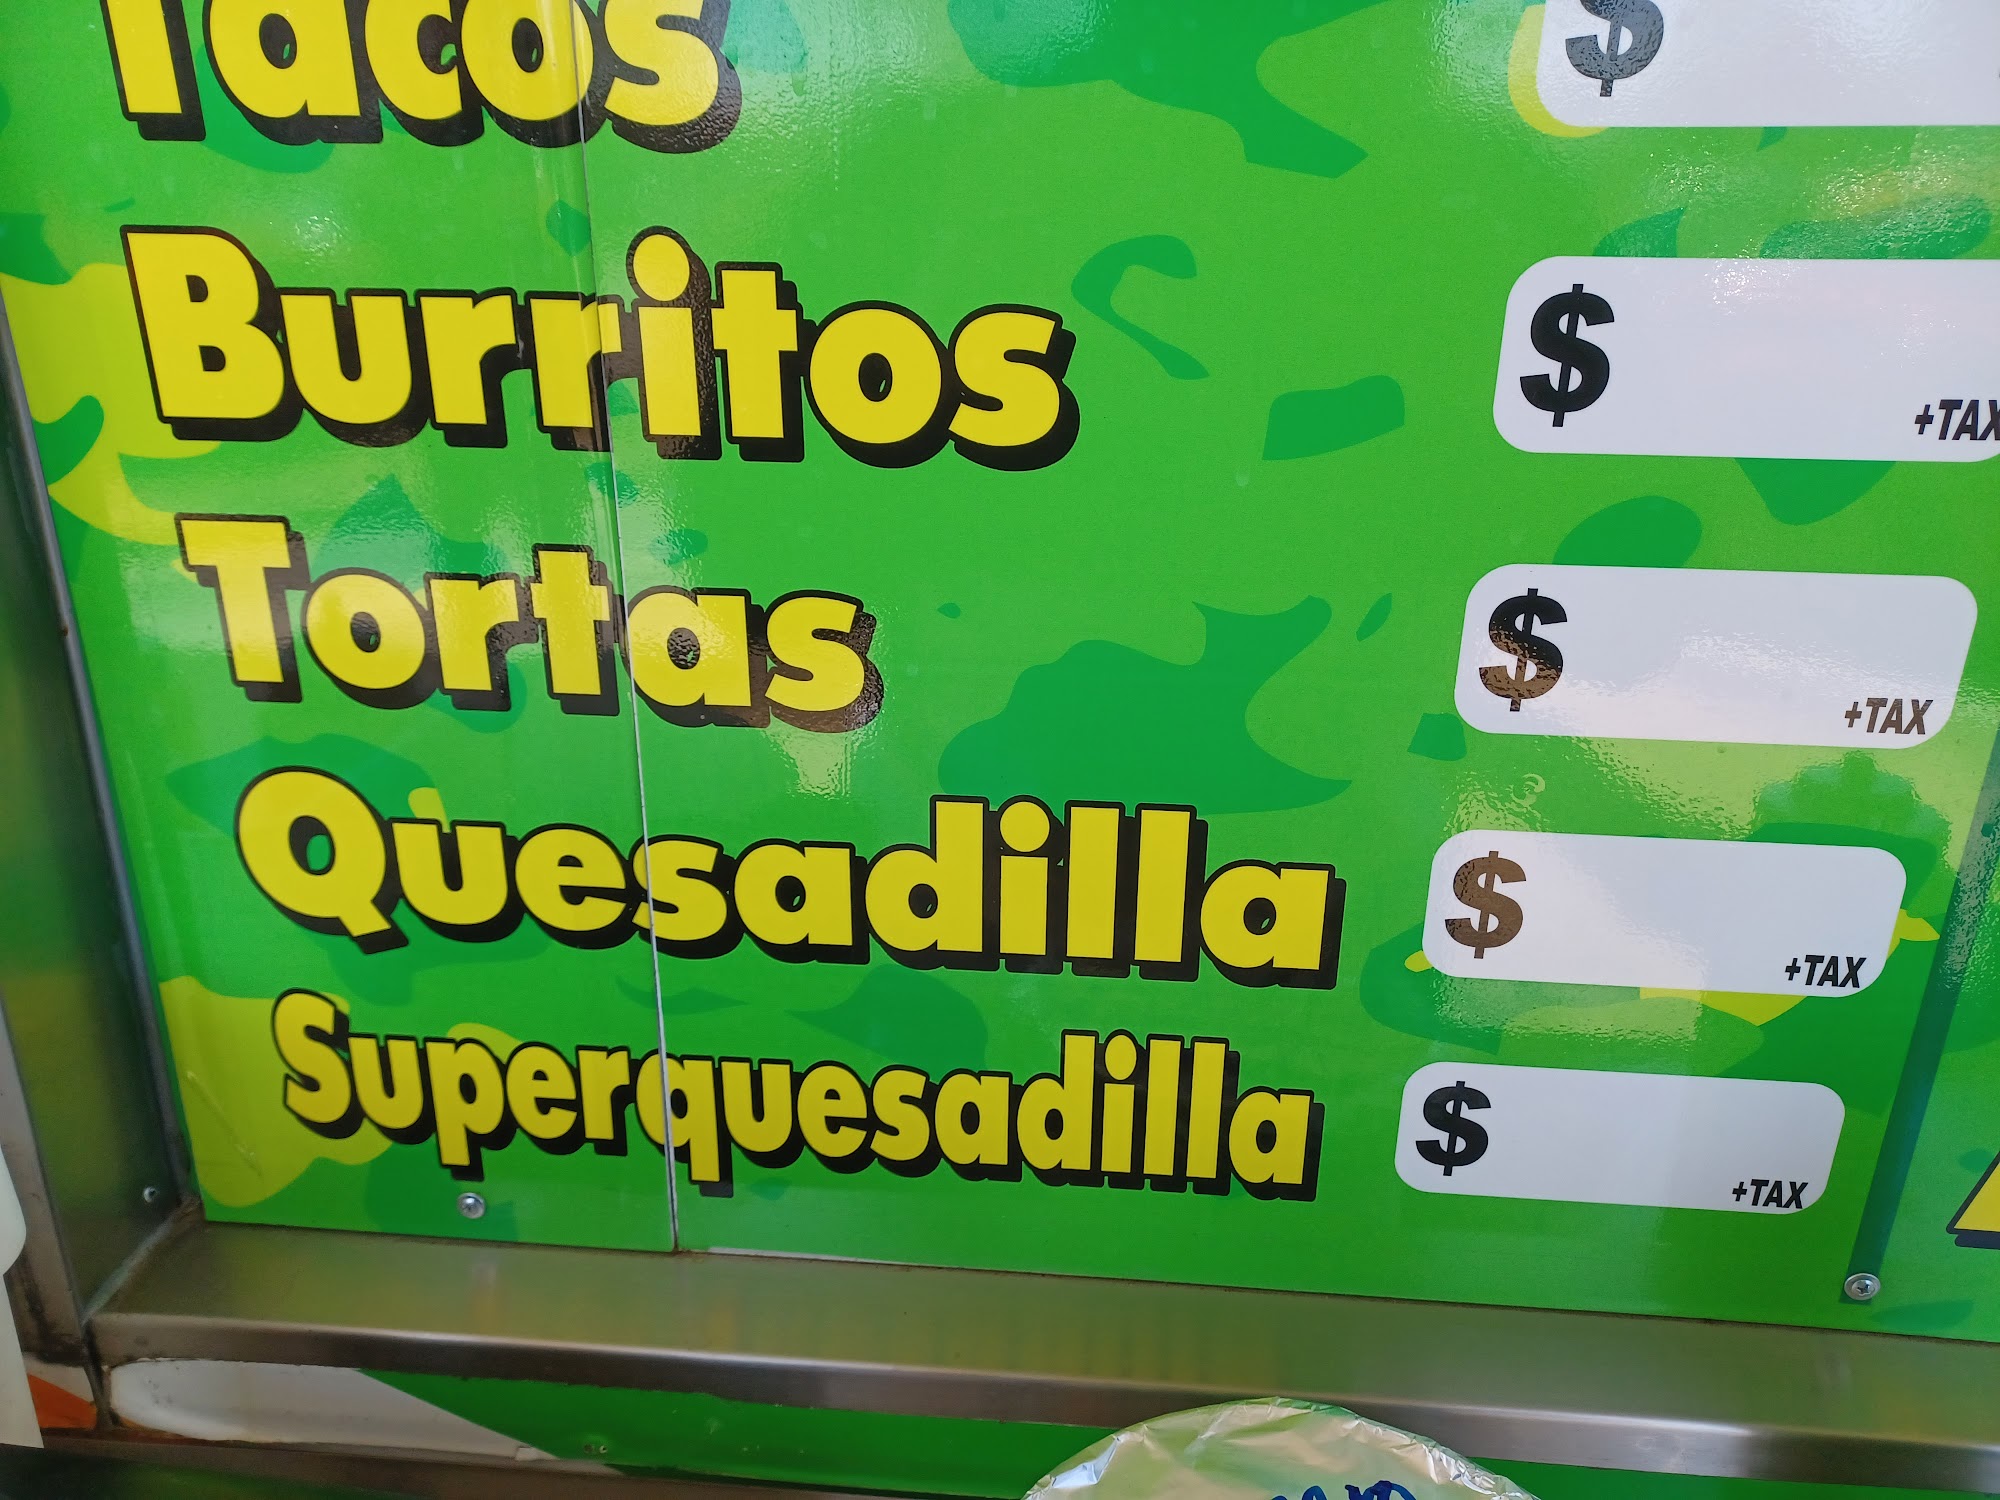 Tacos $
Burritos $ +TAX
Tortas $ +TAX
Quesadilla $ +TAX
Superquesadilla $ +TAX